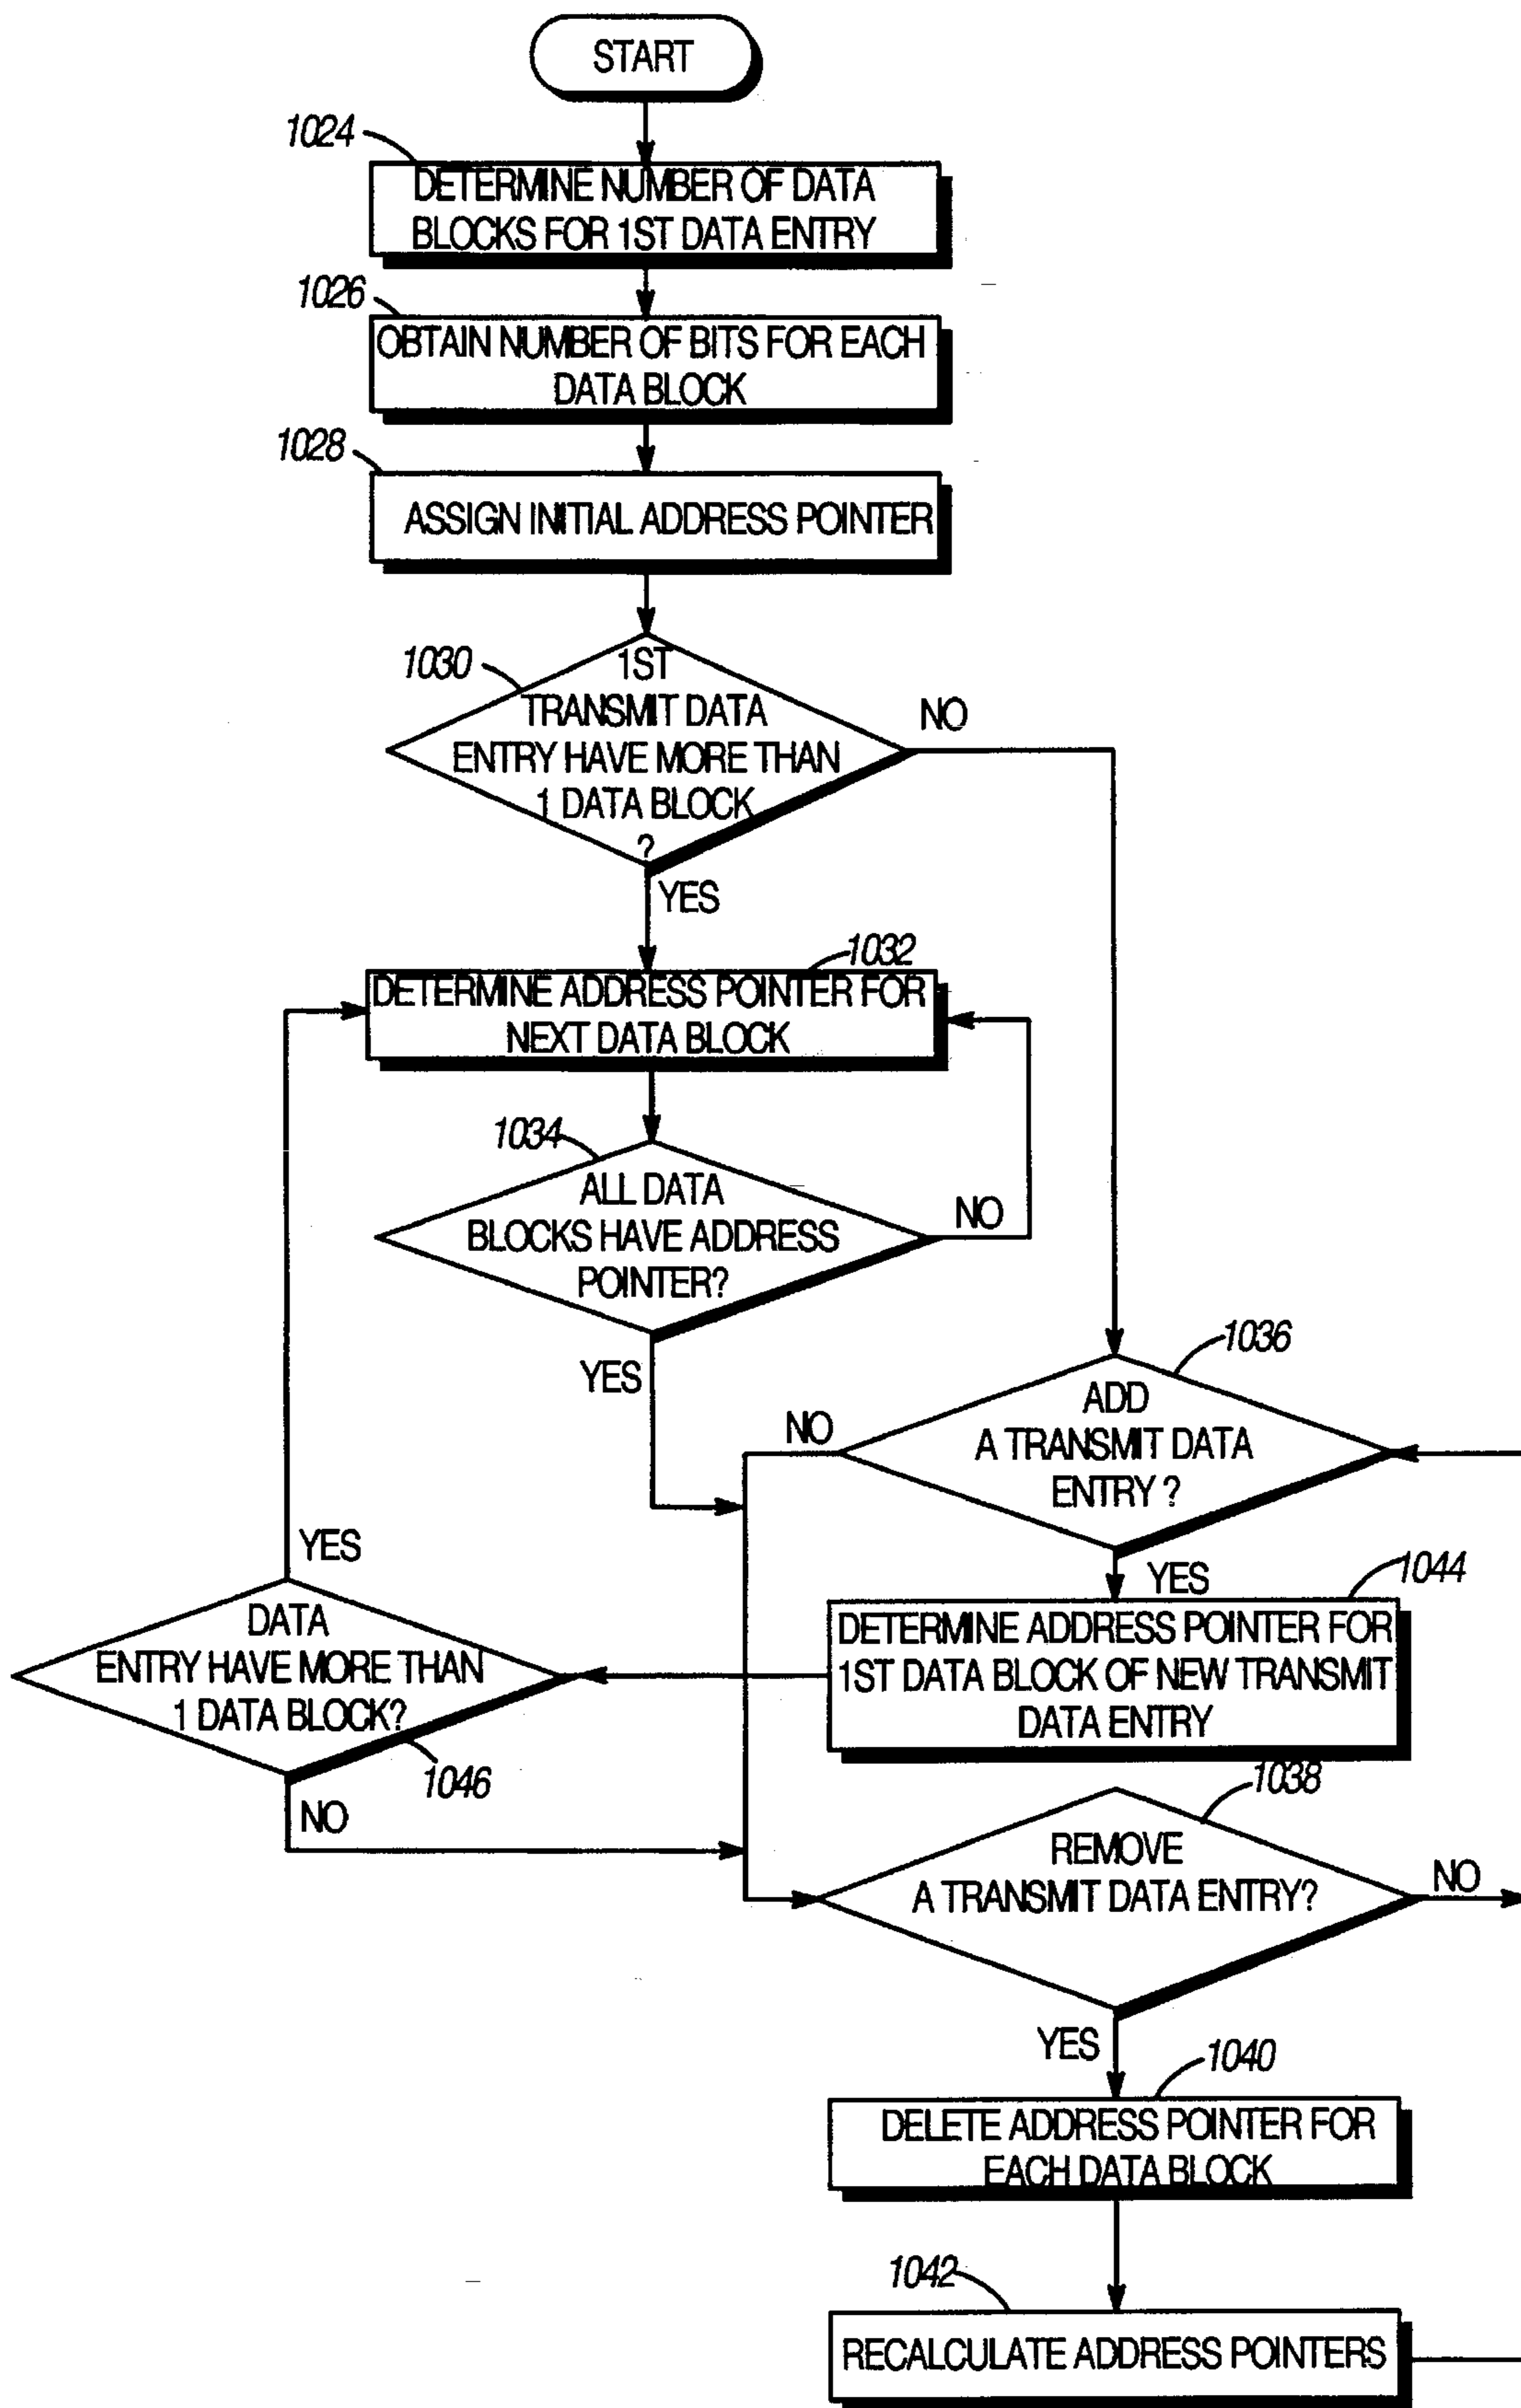 START
1024
DETERMINE NUMBER OF DATA
BLOCKS FOR 1ST DATA ENTRY
1026
OBTAIN NUMBER OF BITS FOR EACH
DATA BLOCK
1028
ASSIGN INITIAL ADDRESS POINTER
1030
1ST
TRANSMIT DATA
ENTRY HAVE MORE THAN
1 DATA BLOCK
?
NO
YES
1032
DETERMINE ADDRESS POINTER FOR
NEXT DATA BLOCK
1034
ALL DATA
BLOCKS HAVE ADDRESS
POINTER?
NO
YES
1036
ADD
A TRANSMIT DATA
ENTRY ?
NO
YES
1044
DETERMINE ADDRESS POINTER FOR
1ST DATA BLOCK OF NEW TRANSMIT
DATA ENTRY
YES
DATA
ENTRY HAVE MORE THAN
1 DATA BLOCK?
1046
NO
1038
REMOVE
A TRANSMIT DATA ENTRY?
NO
YES
1040
DELETE ADDRESS POINTER FOR
EACH DATA BLOCK
1042
RECALCULATE ADDRESS POINTERS